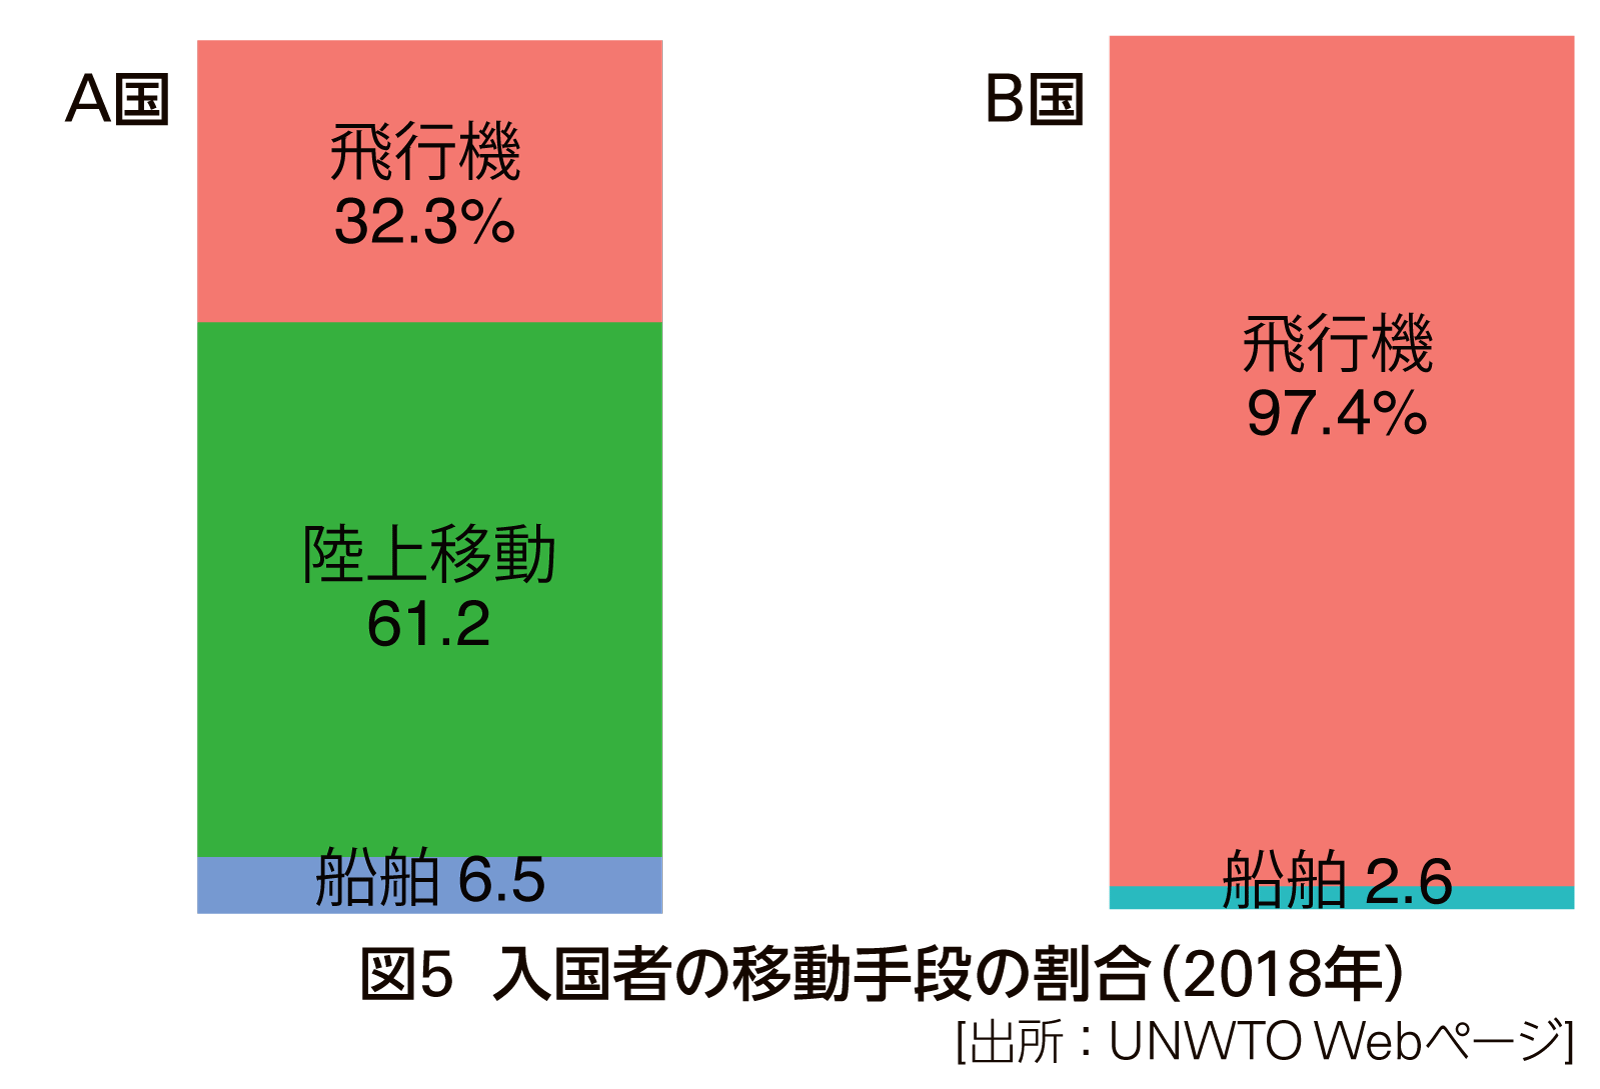 A国
飛行機
32.3%
陸上移動
61.2
船舶 6.5
B国
飛行機
97.4%
船舶 2.6
図5 入国者の移動手段の割合(2018年)
[出所:UNWTO Webページ]